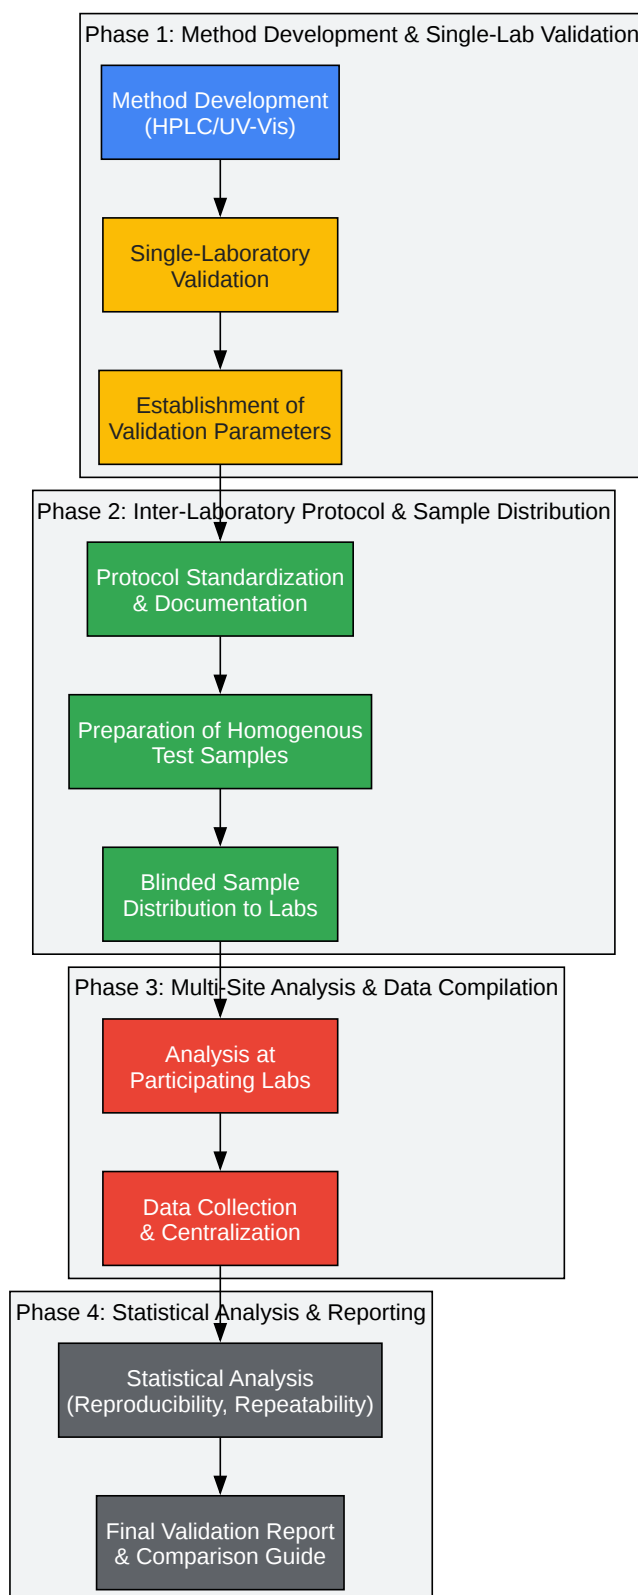 Phase 1: Method Development & Single-Lab Validation
Method Development
(HPLC/UV-Vis)
Single-Laboratory
Validation
Establishment of
Validation Parameters
Phase 2: Inter-Laboratory Protocol & Sample Distribution
Protocol Standardization
& Documentation
Preparation of Homogenous
Test Samples
Blinded Sample
Distribution to Labs
Phase 3: Multi-Site Analysis & Data Compilation
Analysis at
Participating Labs
Data Collection
& Centralization
Phase 4: Statistical Analysis & Reporting
Statistical Analysis
(Reproducibility, Repeatability)
Final Validation Report
& Comparison Guide